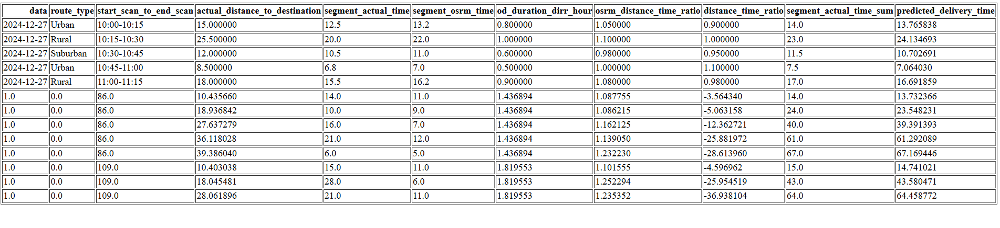 data route_type start_scan_to_end_scan actual_distance_to_destination segment_actual_time segment_osrm_time od_duration_dirr_hour osrm_distance_time_ratio distance_time_ratio segment_actual_time_sum predicted_delivery_time
2024-12-27 Urban 10:00-10:15 15.000000 12.5 13.2 0.800000 1.050000 0.900000 14.0 13.765838
2024-12-27 Rural 10:15-10:30 25.500000 20.0 22.0 1.000000 1.100000 1.000000 23.0 24.134693
2024-12-27 Suburban 10:30-10:45 12.000000 10.5 11.0 0.600000 0.980000 0.950000 11.5 10.702691
2024-12-27 Urban 10:45-11:00 8.500000 6.8 7.0 0.500000 1.000000 1.100000 7.5 7.064030
2024-12-27 Rural 11:00-11:15 18.000000 15.5 16.2 0.900000 1.080000 0.980000 17.0 16.691859
1.0 0.0 86.0 10.435660 14.0 11.0 1.436894 1.087755 -3.564340 14.0 13.732366
1.0 0.0 86.0 18.936842 10.0 9.0 1.436894 1.086215 -5.063158 24.0 23.548231
1.0 0.0 86.0 27.637279 16.0 7.0 1.436894 1.162125 -12.362721 40.0 39.391393
1.0 0.0 86.0 36.118028 21.0 12.0 1.436894 1.139050 -25.881972 61.0 61.292089
1.0 0.0 86.0 39.386040 6.0 5.0 1.436894 1.232230 -28.613960 67.0 67.169446
1.0 0.0 109.0 10.403038 15.0 11.0 1.819553 1.101555 -4.596962 15.0 14.741021
1.0 0.0 109.0 18.045481 28.0 6.0 1.819553 1.252294 -25.954519 43.0 43.580471
1.0 0.0 109.0 28.061896 21.0 11.0 1.819553 1.235352 -36.938104 64.0 64.458772